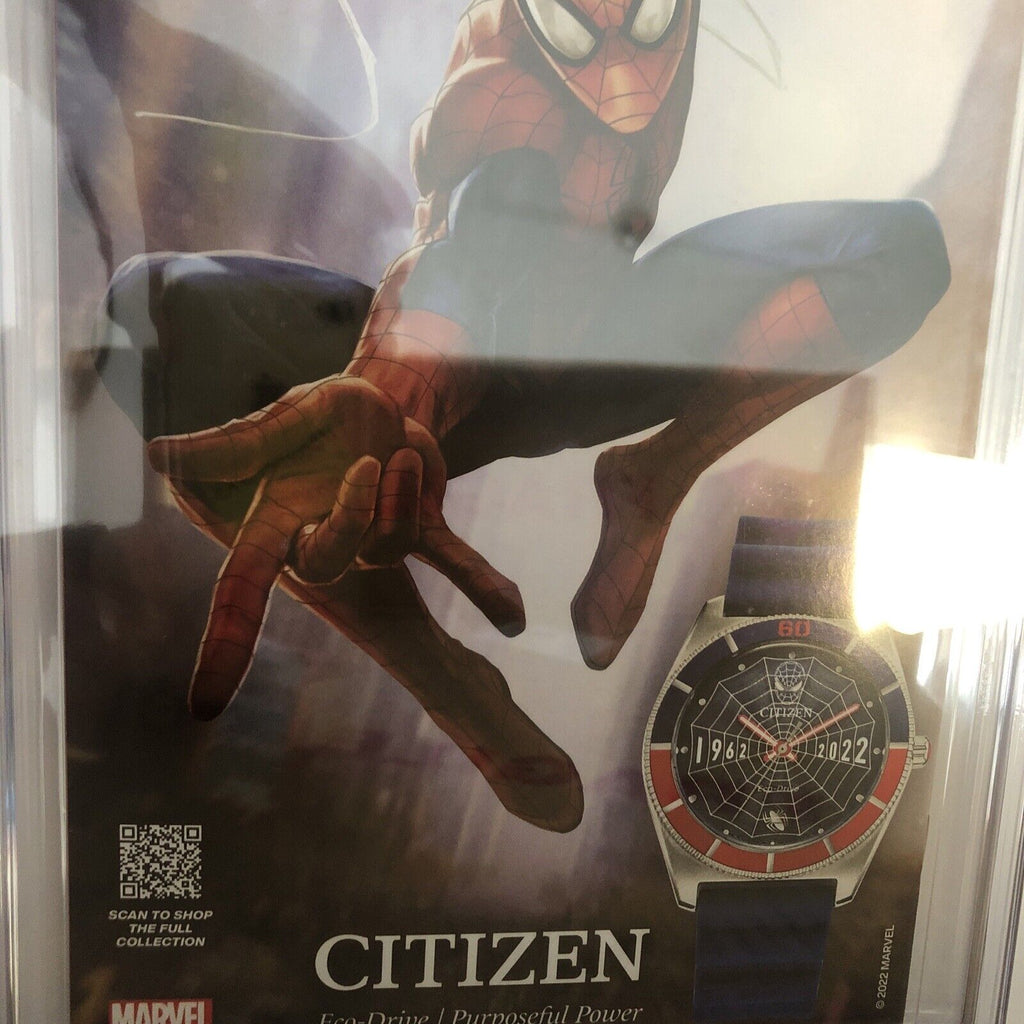 60
CITIZEN
1962 2022
Eco-Drive
SCAN TO SHOP
THE FULL
COLLECTION
CITIZEN
Eco-Drive | Purposeful Power
MARVEL
© 2022 MARVEL